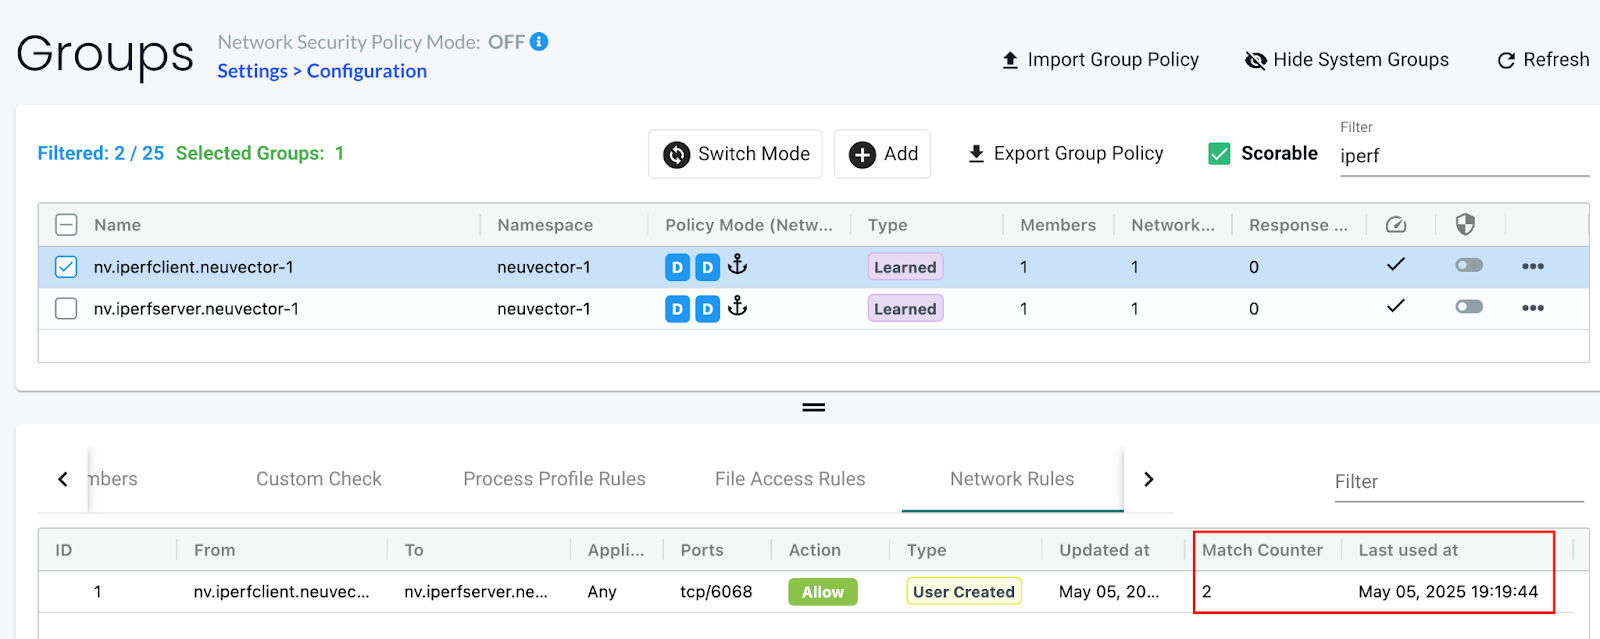 Groups
Network Security Policy Mode: OFF
Settings > Configuration
Import Group Policy
Hide System Groups
Refresh
Filtered: 2 / 25 Selected Groups: 1
Switch Mode
Add
Export Group Policy
Scorable
Filter
iperf
Name Namespace Policy Mode (Netw... Type Members Network... Response ...
nv.iperfclient.neuvector-1 neuvector-1 D D Learned 1 1 0
nv.iperfserver.neuvector-1 neuvector-1 D D Learned 1 1 0
mbers Custom Check Process Profile Rules File Access Rules Network Rules
Filter
ID From To Appli... Ports Action Type Updated at Match Counter Last used at
1 nv.iperfclient.neuvec... nv.iperfserver.ne... Any tcp/6068 Allow User Created May 05, 20... 2 May 05, 2025 19:19:44